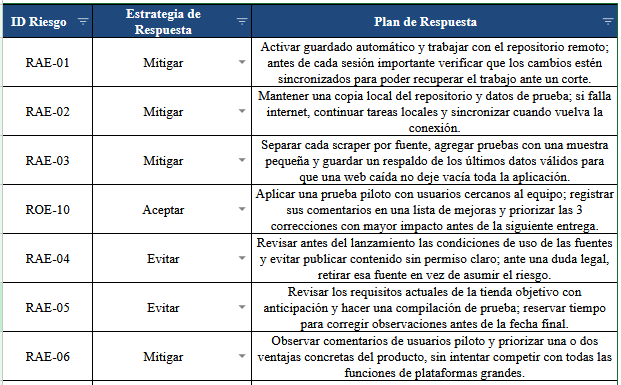 ID Riesgo
Estrategia de
Respuesta
Plan de Respuesta
RAE-01
Mitigar
Activar guardado automático y trabajar con el repositorio remoto;
antes de cada sesión importante verificar que los cambios estén
sincronizados para poder recuperar el trabajo ante un corte.
RAE-02
Mitigar
Mantener una copia local del repositorio y datos de prueba; si falla
internet, continuar tareas locales y sincronizar cuando vuelva la
conexión.
RAE-03
Mitigar
Separar cada scraper por fuente, agregar pruebas con una muestra
pequeña y guardar un respaldo de los últimos datos válidos para
que una web caída no deje vacía toda la aplicación.
ROE-10
Aceptar
Aplicar una prueba piloto con usuarios cercanos al equipo; registrar
sus comentarios en una lista de mejoras y priorizar las 3
correcciones con mayor impacto antes de la siguiente entrega.
RAE-04
Evitar
Revisar antes del lanzamiento las condiciones de uso de las fuentes
y evitar publicar contenido sin permiso claro; ante una duda legal,
retirar esa fuente en vez de asumir el riesgo.
RAE-05
Evitar
Revisar los requisitos actuales de la tienda objetivo con
anticipación y hacer una compilación de prueba; reservar tiempo
para corregir observaciones antes de la fecha final.
RAE-06
Mitigar
Observar comentarios de usuarios piloto y priorizar una o dos
ventajas concretas del producto, sin intentar competir con todas las
funciones de plataformas grandes.